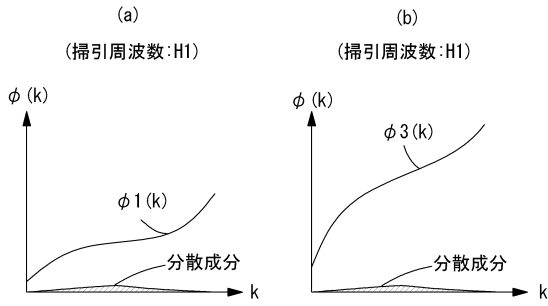 (a)
(掃引周波数:H1)
φ(k)
φ1(k)
分散成分
k
(b)
(掃引周波数:H1)
φ(k)
φ3(k)
分散成分
k